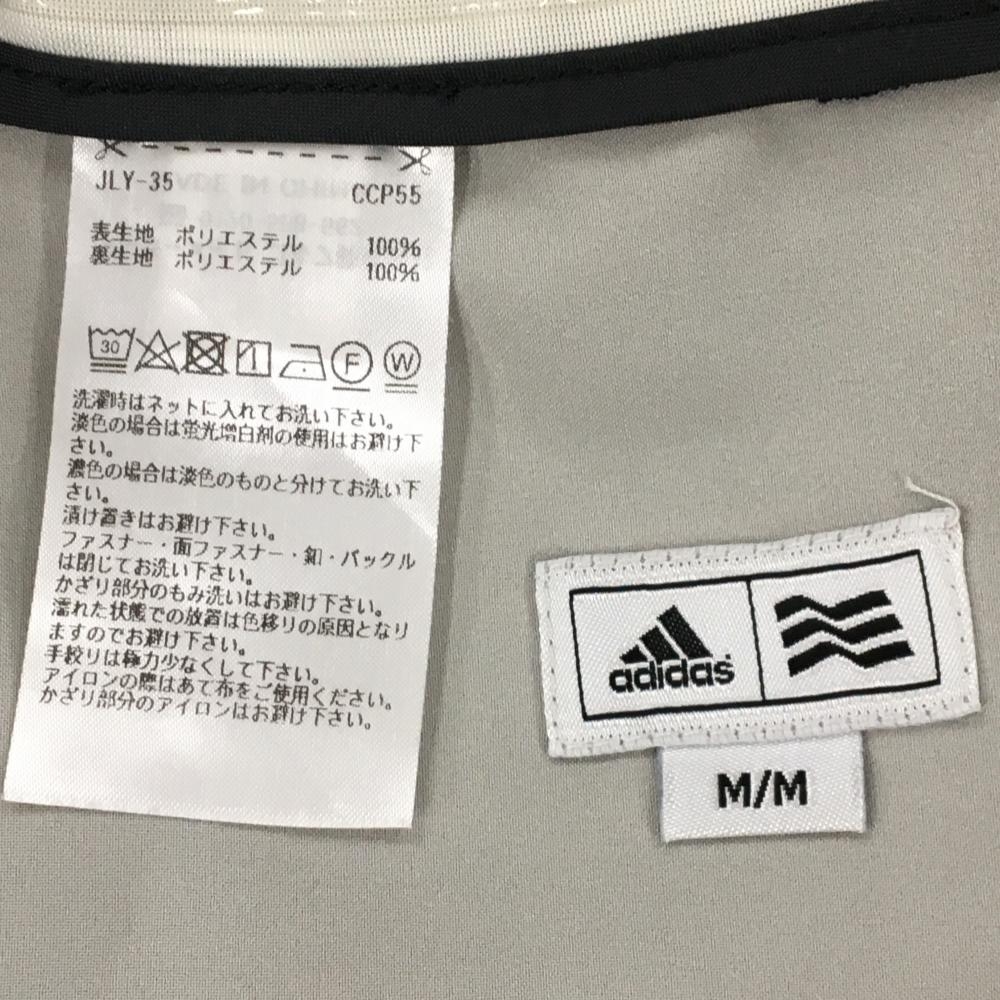 JLY-35 CCP55
表生地 ポリエステル 100%
裏生地 ポリエステル 100%
30 F W
洗濯時はネットに入れてお洗い下さい。
淡色の場合は蛍光増白剤の使用はお避け下
さい。
濃色の場合は淡色のものと分けてお洗い下
さい。
漬け置きはお避け下さい。
ファスナー・面ファスナー・釦・バックル
は閉じてお洗い下さい。
かざり部分のもみ洗いはお避け下さい。
濡れた状態での放置は色移りの原因となり
ますのでお避け下さい。
手絞りは極力少なくして下さい。
アイロンの際はあて布をご使用ください。
かざり部分のアイロンはお避け下さい。
adidas
M/M